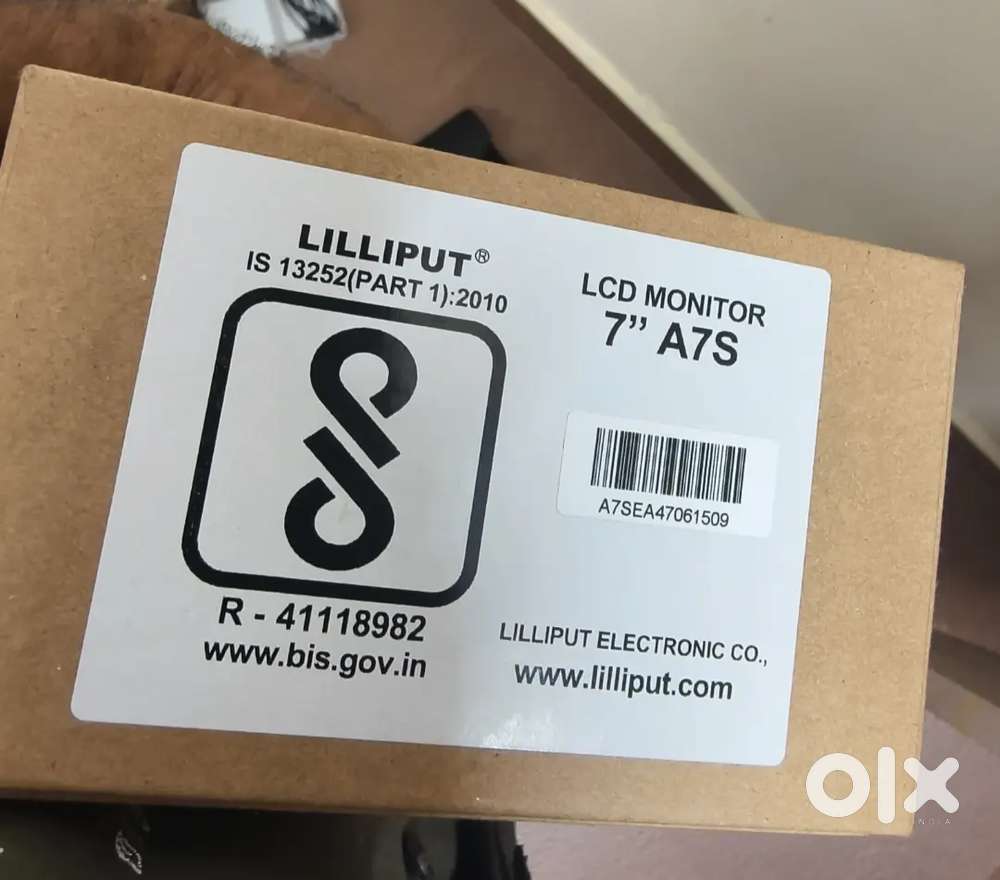 LILLIPUT®
IS 13252(PART 1):2010
R - 41118982
www.bis.gov.in
LCD MONITOR
7” A7S
A7SEA47061509
LILLIPUT ELECTRONIC CO.,
www.lilliput.com
olx
INDIA